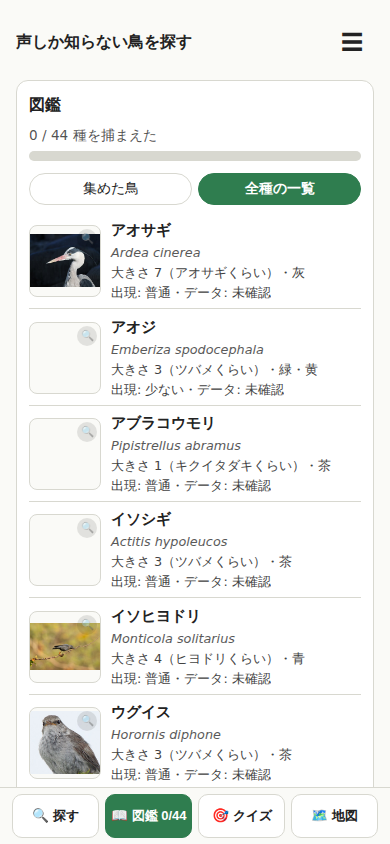 声しか知らない鳥を探す
☰
図鑑
0 / 44 種を捕まえた
集めた鳥
全種の一覧
アオサギ
Ardea cinerea
大きさ 7（アオサギくらい）・灰
出現: 普通・データ: 未確認
アオジ
Emberiza spodocephala
大きさ 3（ツバメくらい）・緑・黄
出現: 少ない・データ: 未確認
アブラコウモリ
Pipistrellus abramus
大きさ 1（キクイタダキくらい）・茶
出現: 普通・データ: 未確認
イソシギ
Actitis hypoleucos
大きさ 3（ツバメくらい）・茶
出現: 普通・データ: 未確認
イソヒヨドリ
Monticola solitarius
大きさ 4（ヒヨドリくらい）・青
出現: 普通・データ: 未確認
ウグイス
Horornis diphone
大きさ 3（ツバメくらい）・茶
出現: 普通・データ: 未確認
🔍 探す
📖 図鑑 0/44
🎯 クイズ
🗺️ 地図